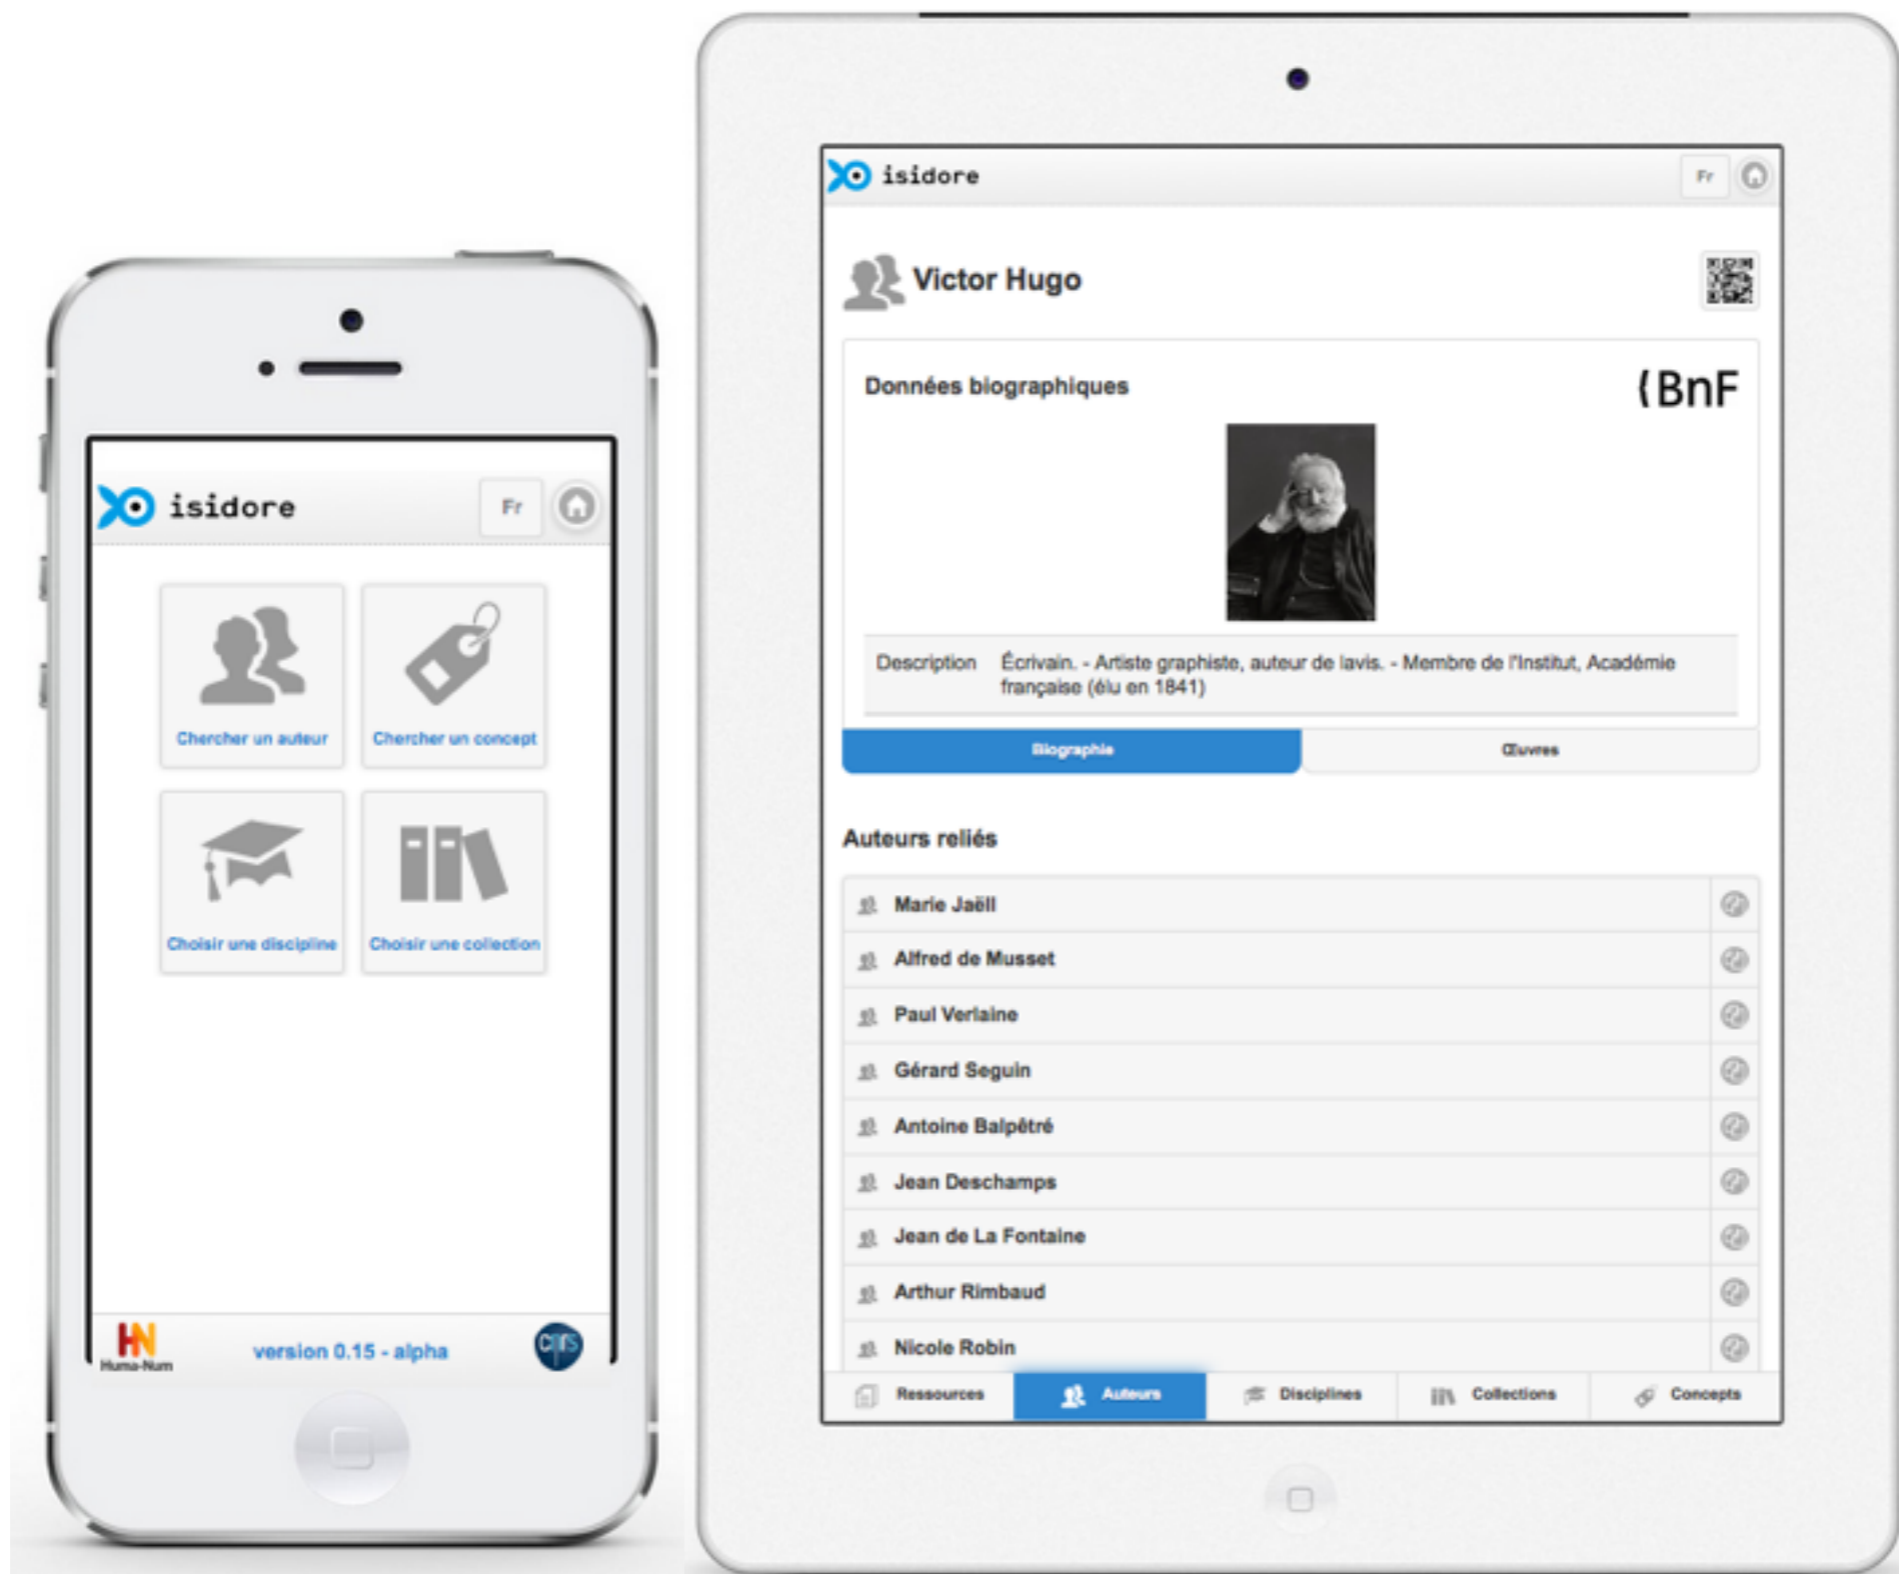 isidore
Fr
Chercher un auteur
Chercher un concept
Choisir une discipline
Choisir une collection
HN
Huma-Num
version 0.15 - alpha
cnrs
isidore
Fr
Victor Hugo
Données biographiques
(BnF
Description
Écrivain. - Artiste graphiste, auteur de lavis. - Membre de l'Institut, Académie
française (élu en 1841)
Biographie
Œuvres
Auteurs reliés
Marie Jaëll
Alfred de Musset
Paul Verlaine
Gérard Seguin
Antoine Balpêtré
Jean Deschamps
Jean de La Fontaine
Arthur Rimbaud
Nicole Robin
Ressources
Auteurs
Disciplines
Collections
Concepts